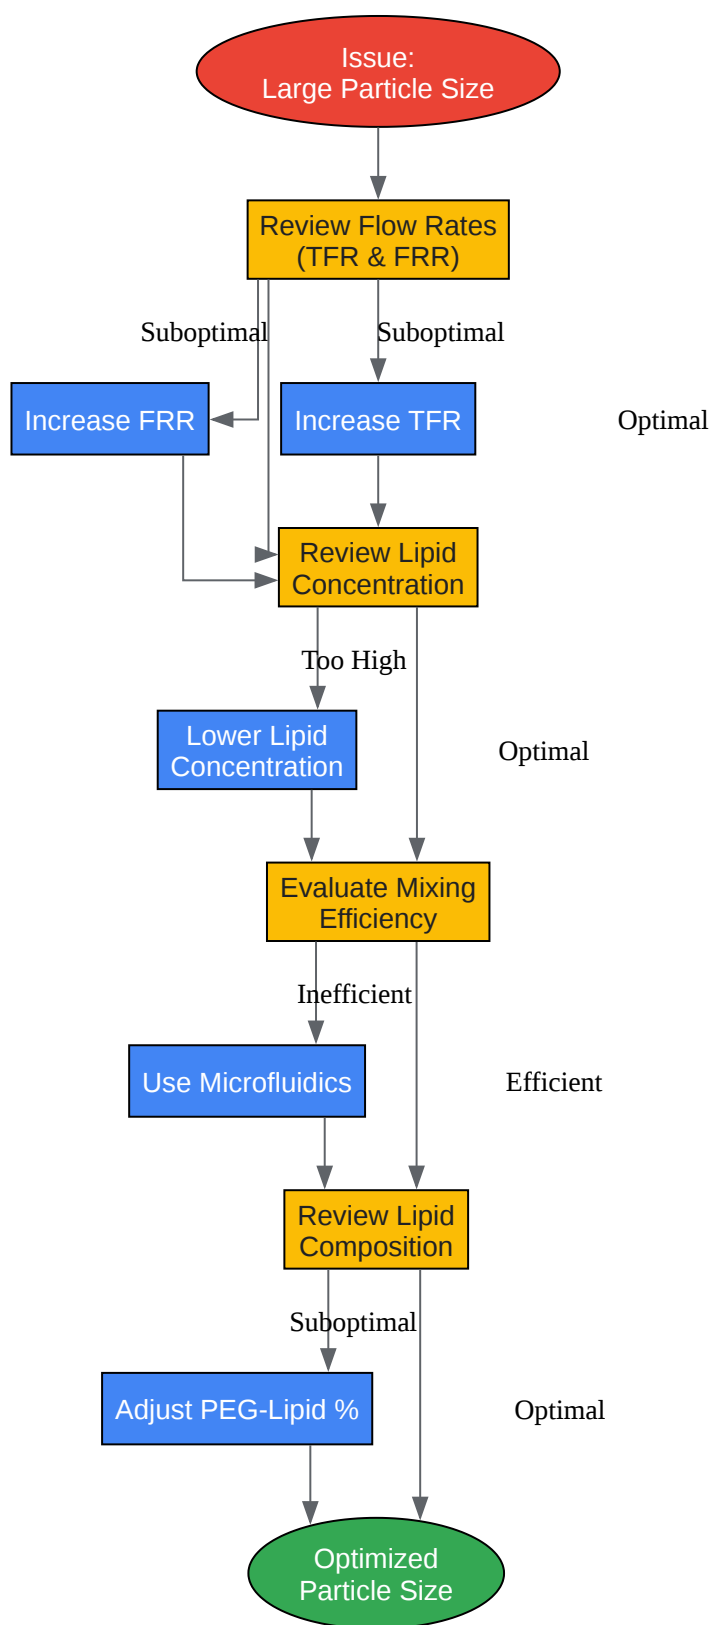 Issue:
Large Particle Size
Review Flow Rates
(TFR & FRR)
Suboptimal
Suboptimal
Increase FRR
Increase TFR
Optimal
Review Lipid
Concentration
Too High
Lower Lipid
Concentration
Optimal
Evaluate Mixing
Efficiency
Inefficient
Use Microfluidics
Efficient
Review Lipid
Composition
Suboptimal
Adjust PEG-Lipid %
Optimal
Optimized
Particle Size